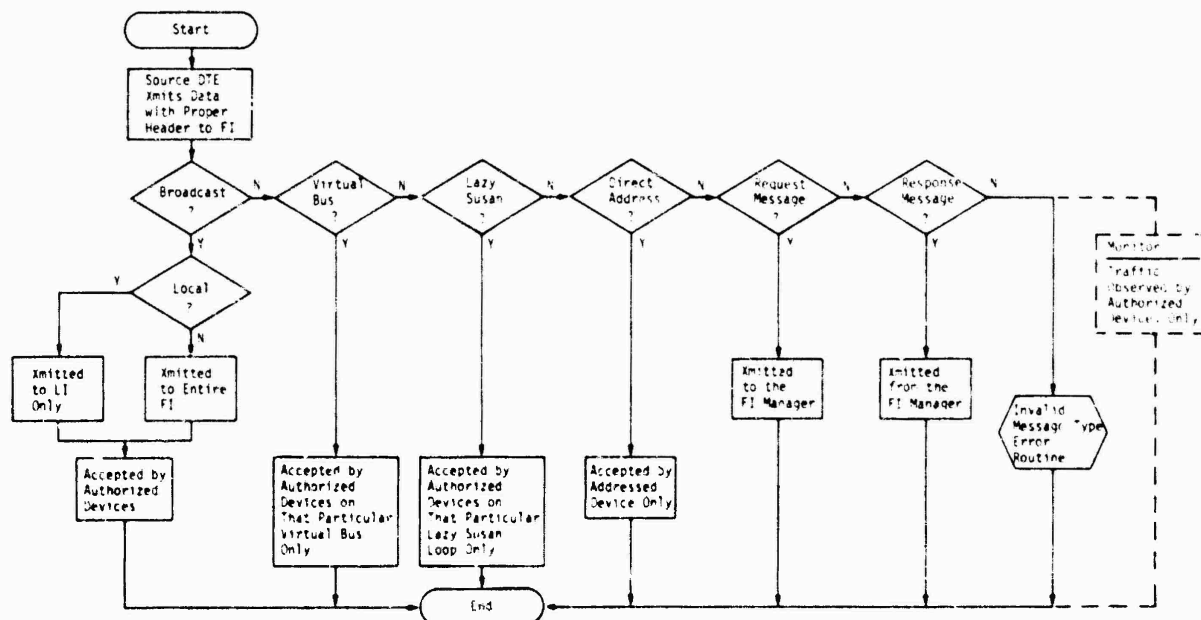 Start
Source DTE
Xmits Data
with Proper
Header to FI
Broadcast
?
N
Y
Virtual
Bus
?
N
Y
Lazy
Susan
?
N
Y
Direct
Address
?
N
Y
Request
Message
?
N
Y
Response
Message
?
N
Y
Local
?
Y
N
Monitor
Traffic
Observed by
Authorized
Devices Only
Xmitted
to LI
Only
Xmitted
to Entire
FI
Xmitted
to the
FI Manager
Xmitted
from the
FI Manager
Invalid
Message Type
Error
Routine
Accepted by
Authorized
Devices
Accepted by
Authorized
Devices on
That Particular
Virtual Bus
Only
Accepted by
Authorized
Devices on
That Particular
Lazy Susan
Loop Only
Accepted by
Addressed
Device Only
End